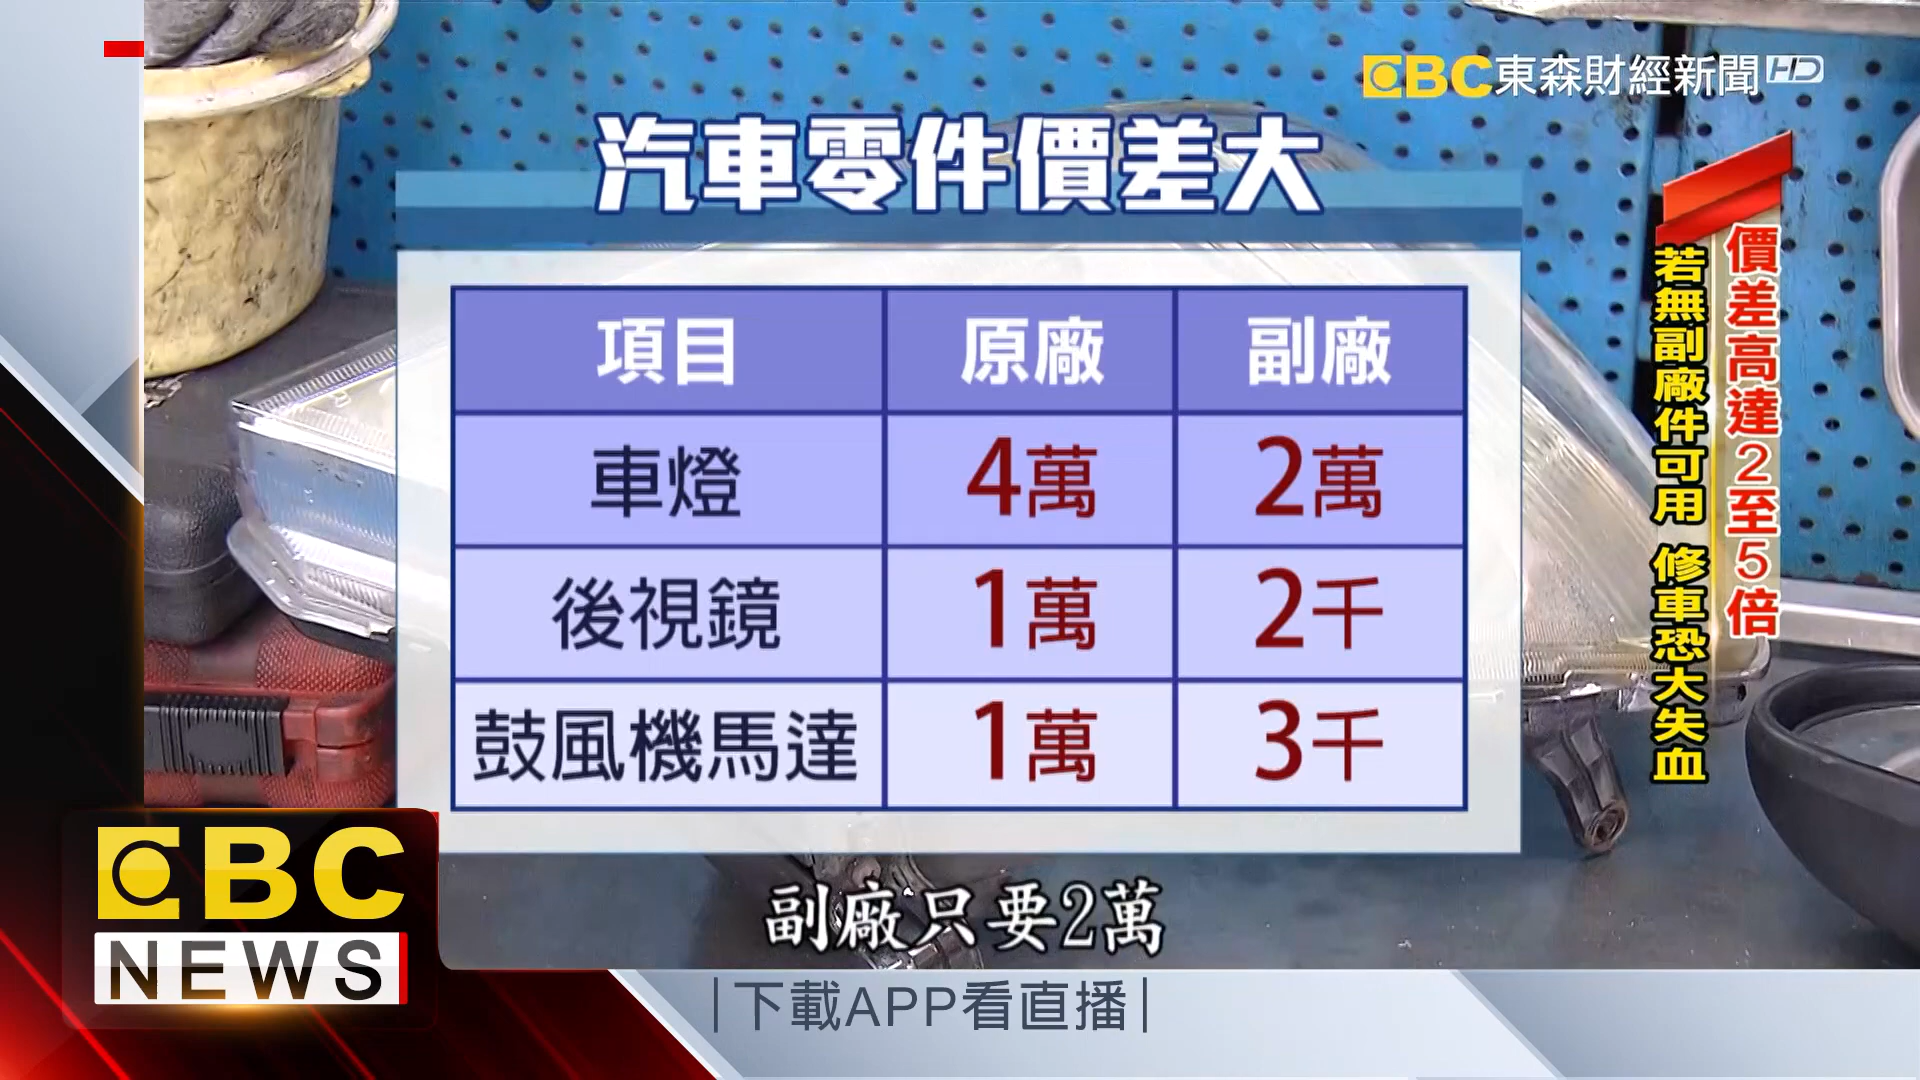 EBC東森財經新聞HD
汽車零件價差大
項目 原廠 副廠
車燈 4萬 2萬
後視鏡 1萬 2千
鼓風機馬達 1萬 3千
價差高達2至5倍
若無副廠件可用 修車恐大失血
副廠只要2萬
EBC
NEWS
|下載APP看直播|